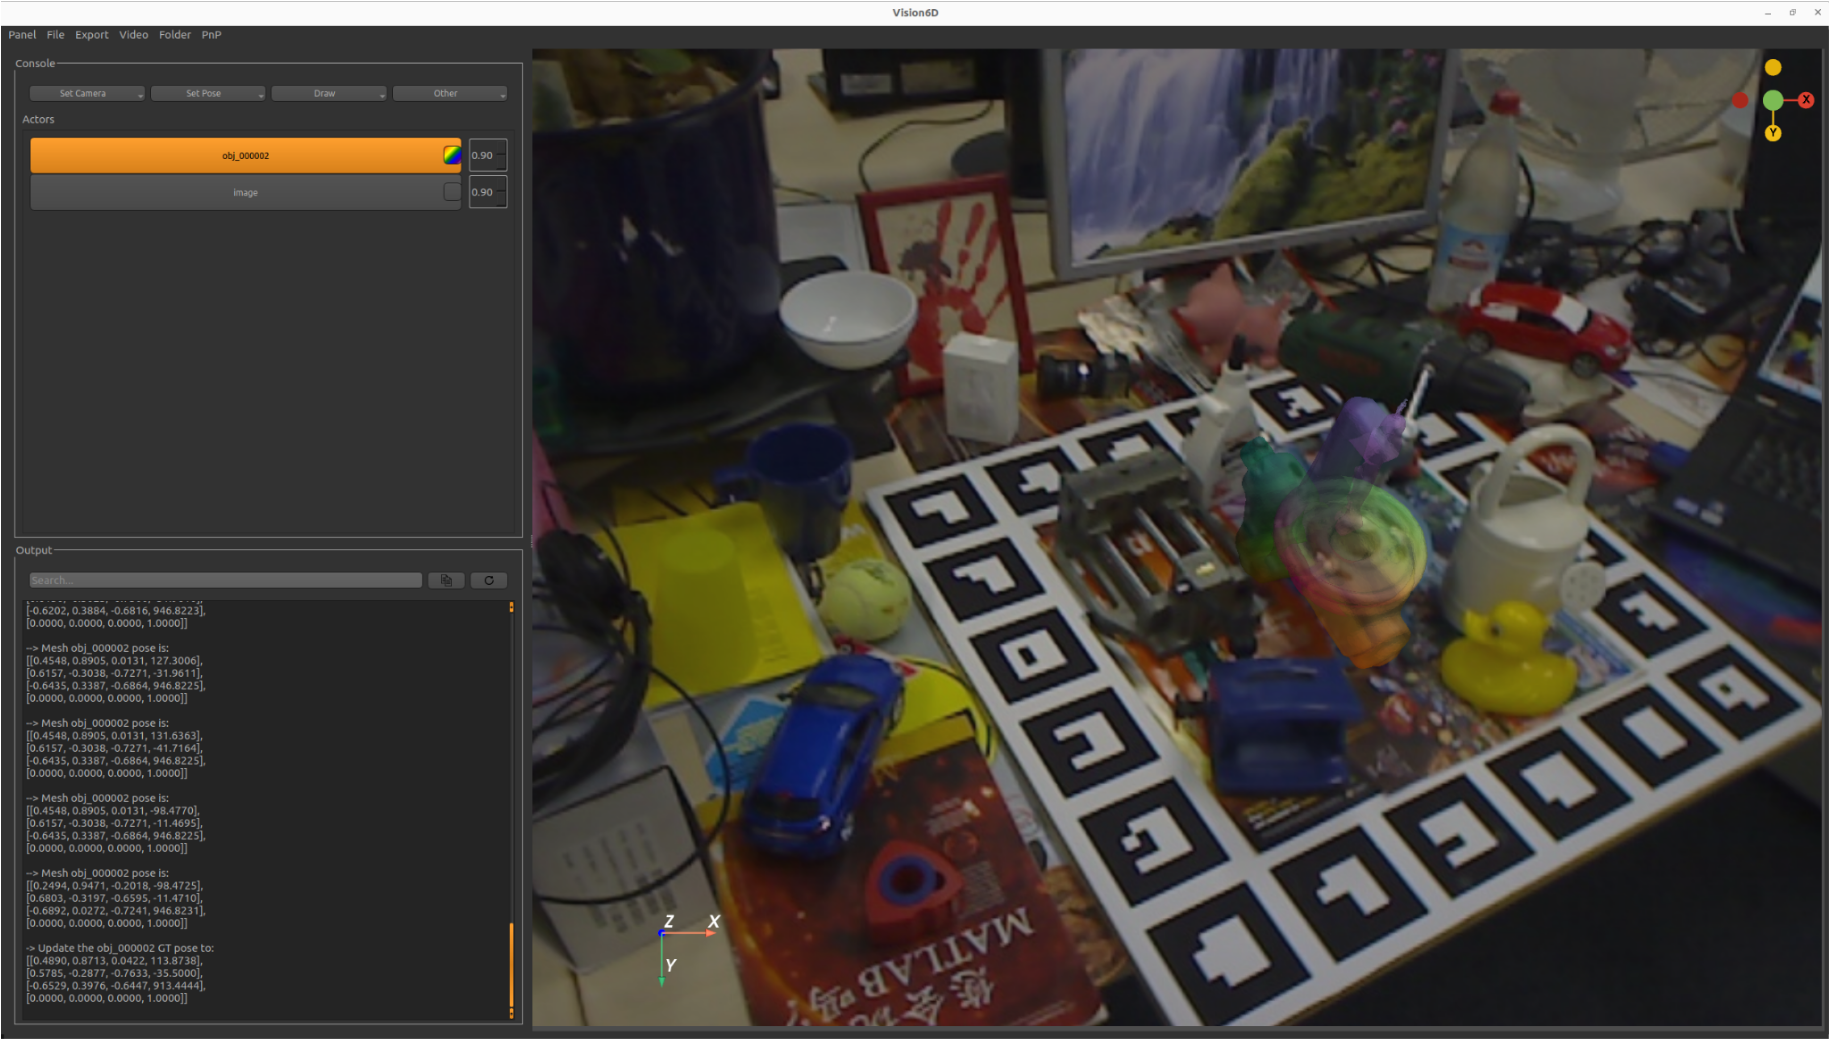 Vision6D
Panel File Export Video Folder PnP
Console
Set Camera Set Pose Draw Other
Actors
obj_000002 0.90
image 0.90
Output
Search...
[-0.6202, 0.3884, -0.6816, 946.8223],
[0.0000, 0.0000, 0.0000, 1.0000]]
--> Mesh obj_000002 pose is:
[[0.4548, 0.8905, 0.0131, 127.3006],
[0.6157, -0.3038, -0.7271, -31.9611],
[-0.6435, 0.3387, -0.6864, 946.8225],
[0.0000, 0.0000, 0.0000, 1.0000]]
--> Mesh obj_000002 pose is:
[[0.4548, 0.8905, 0.0131, 131.6363],
[0.6157, -0.3038, -0.7271, -41.7164],
[-0.6435, 0.3387, -0.6864, 946.8225],
[0.0000, 0.0000, 0.0000, 1.0000]]
--> Mesh obj_000002 pose is:
[[0.4548, 0.8905, 0.0131, -98.4770],
[0.6157, -0.3038, -0.7271, -11.4695],
[-0.6435, 0.3387, -0.6864, 946.8225],
[0.0000, 0.0000, 0.0000, 1.0000]]
--> Mesh obj_000002 pose is:
[[0.2494, 0.9471, -0.2018, -98.4725],
[0.6803, -0.3197, -0.6595, -11.4710],
[-0.6892, 0.0272, -0.7241, 946.8231],
[0.0000, 0.0000, 0.0000, 1.0000]]
-> Update the obj_000002 GT pose to:
[[0.4890, 0.8713, 0.0422, 113.8738],
[0.5785, -0.2877, -0.7633, -35.5000],
[-0.6529, 0.3976, -0.6447, 913.4444],
[0.0000, 0.0000, 0.0000, 1.0000]]
X
Y
Z X
Y
MATLAB